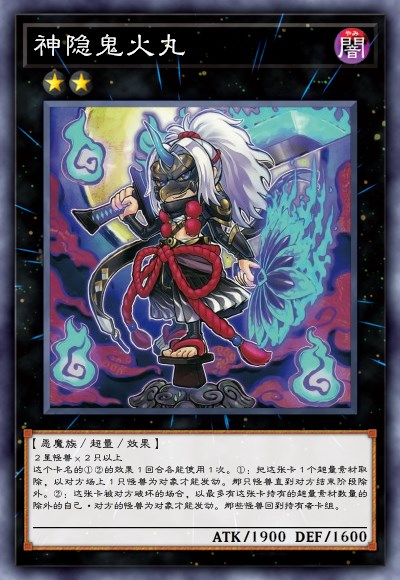 神隐鬼火丸
やみ
闇
【恶魔族／超量／效果】
2星怪兽×2只以上
这个卡名的①②的效果1回合各能使用1次。①：把这张卡1个超量素材取
除，以对方场上1只怪兽为对象才能发动。那只怪兽直到对方结束阶段除
外。②：这张卡被对方破坏的场合，以最多有这张卡持有的超量素材数量的
除外的自己·对方的怪兽为对象才能发动。那些怪兽回到持有者卡组。
ATK/1900 DEF/1600